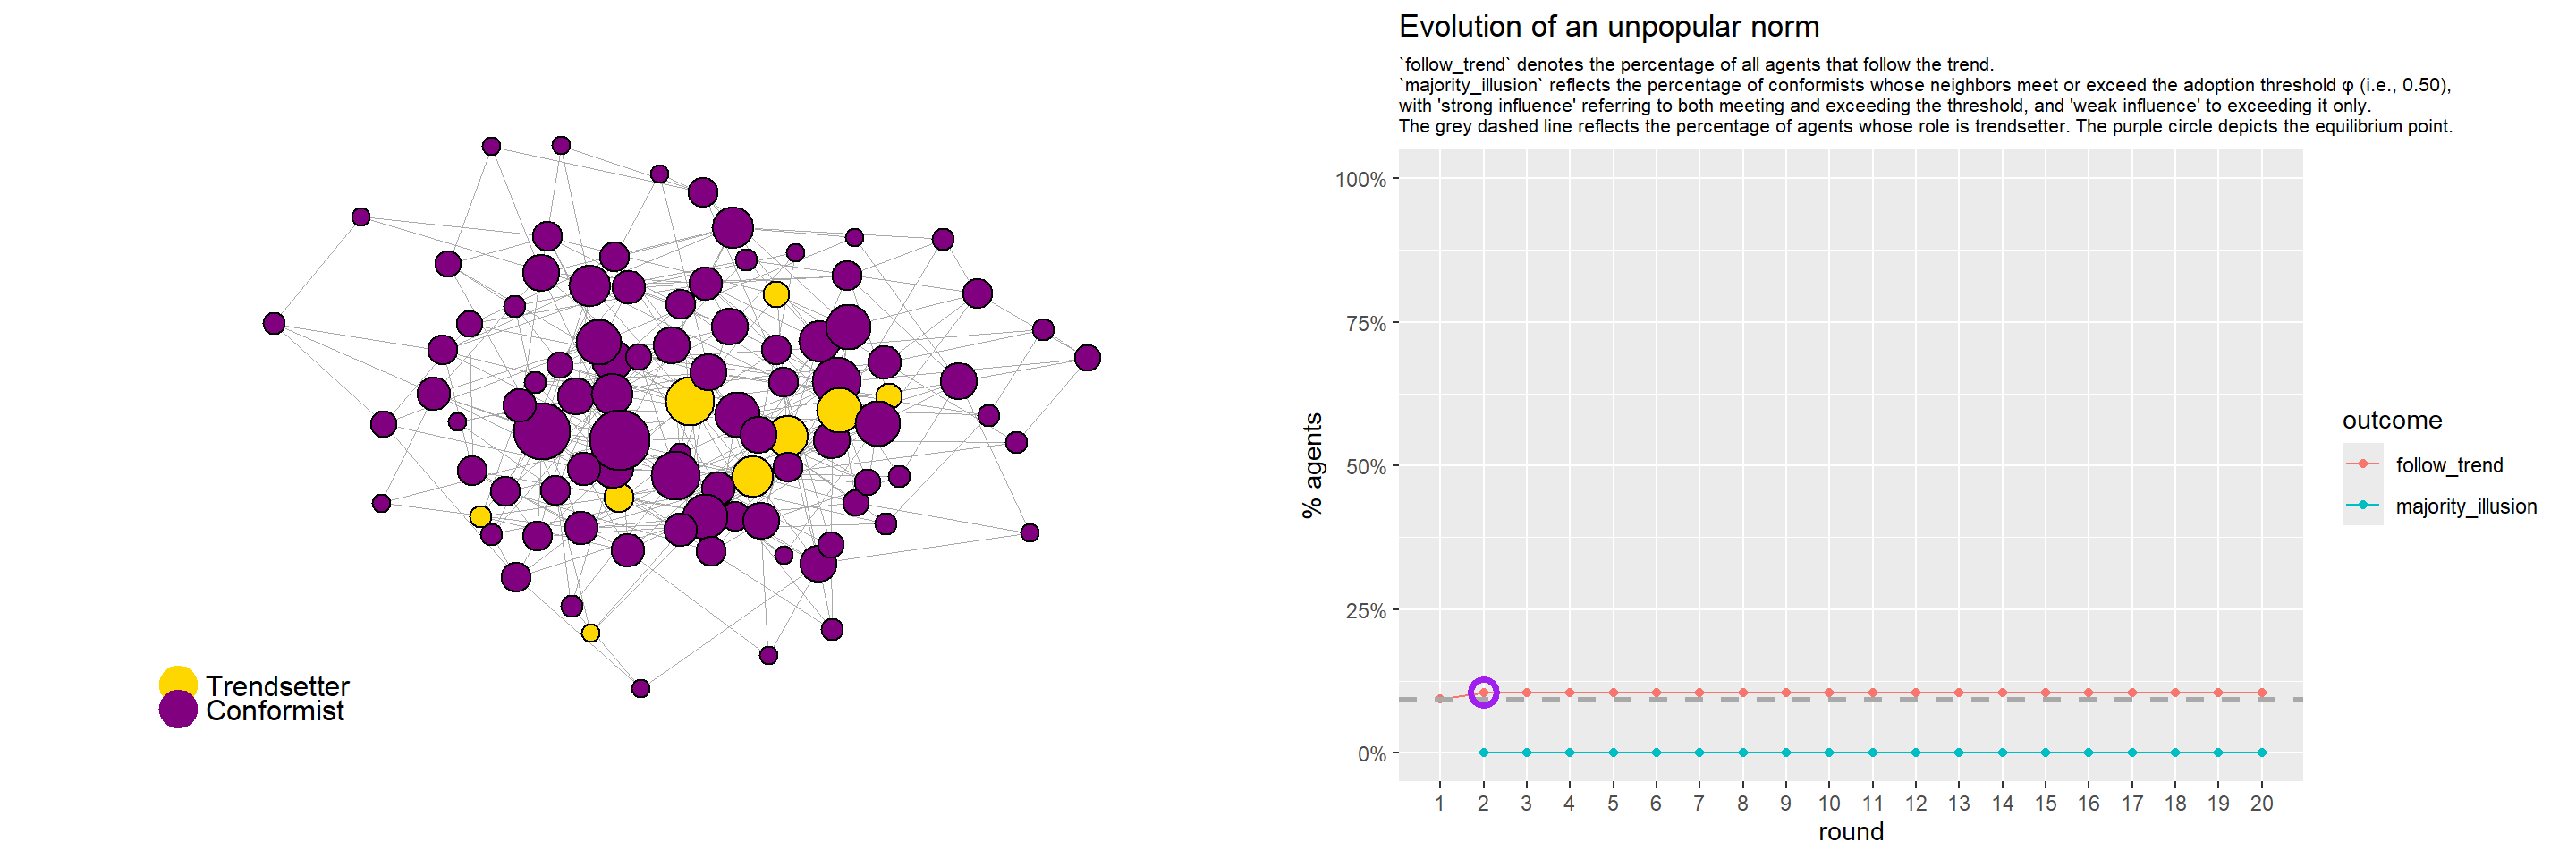 Trendsetter
Conformist
Evolution of an unpopular norm
`follow_trend` denotes the percentage of all agents that follow the trend.
`majority_illusion` reflects the percentage of conformists whose neighbors meet or exceed the adoption threshold φ (i.e., 0.50),
with 'strong influence' referring to both meeting and exceeding the threshold, and 'weak influence' to exceeding it only.
The grey dashed line reflects the percentage of agents whose role is trendsetter. The purple circle depicts the equilibrium point.
% agents
100%
75%
50%
25%
0%
1 2 3 4 5 6 7 8 9 10 11 12 13 14 15 16 17 18 19 20
round
outcome
follow_trend
majority_illusion